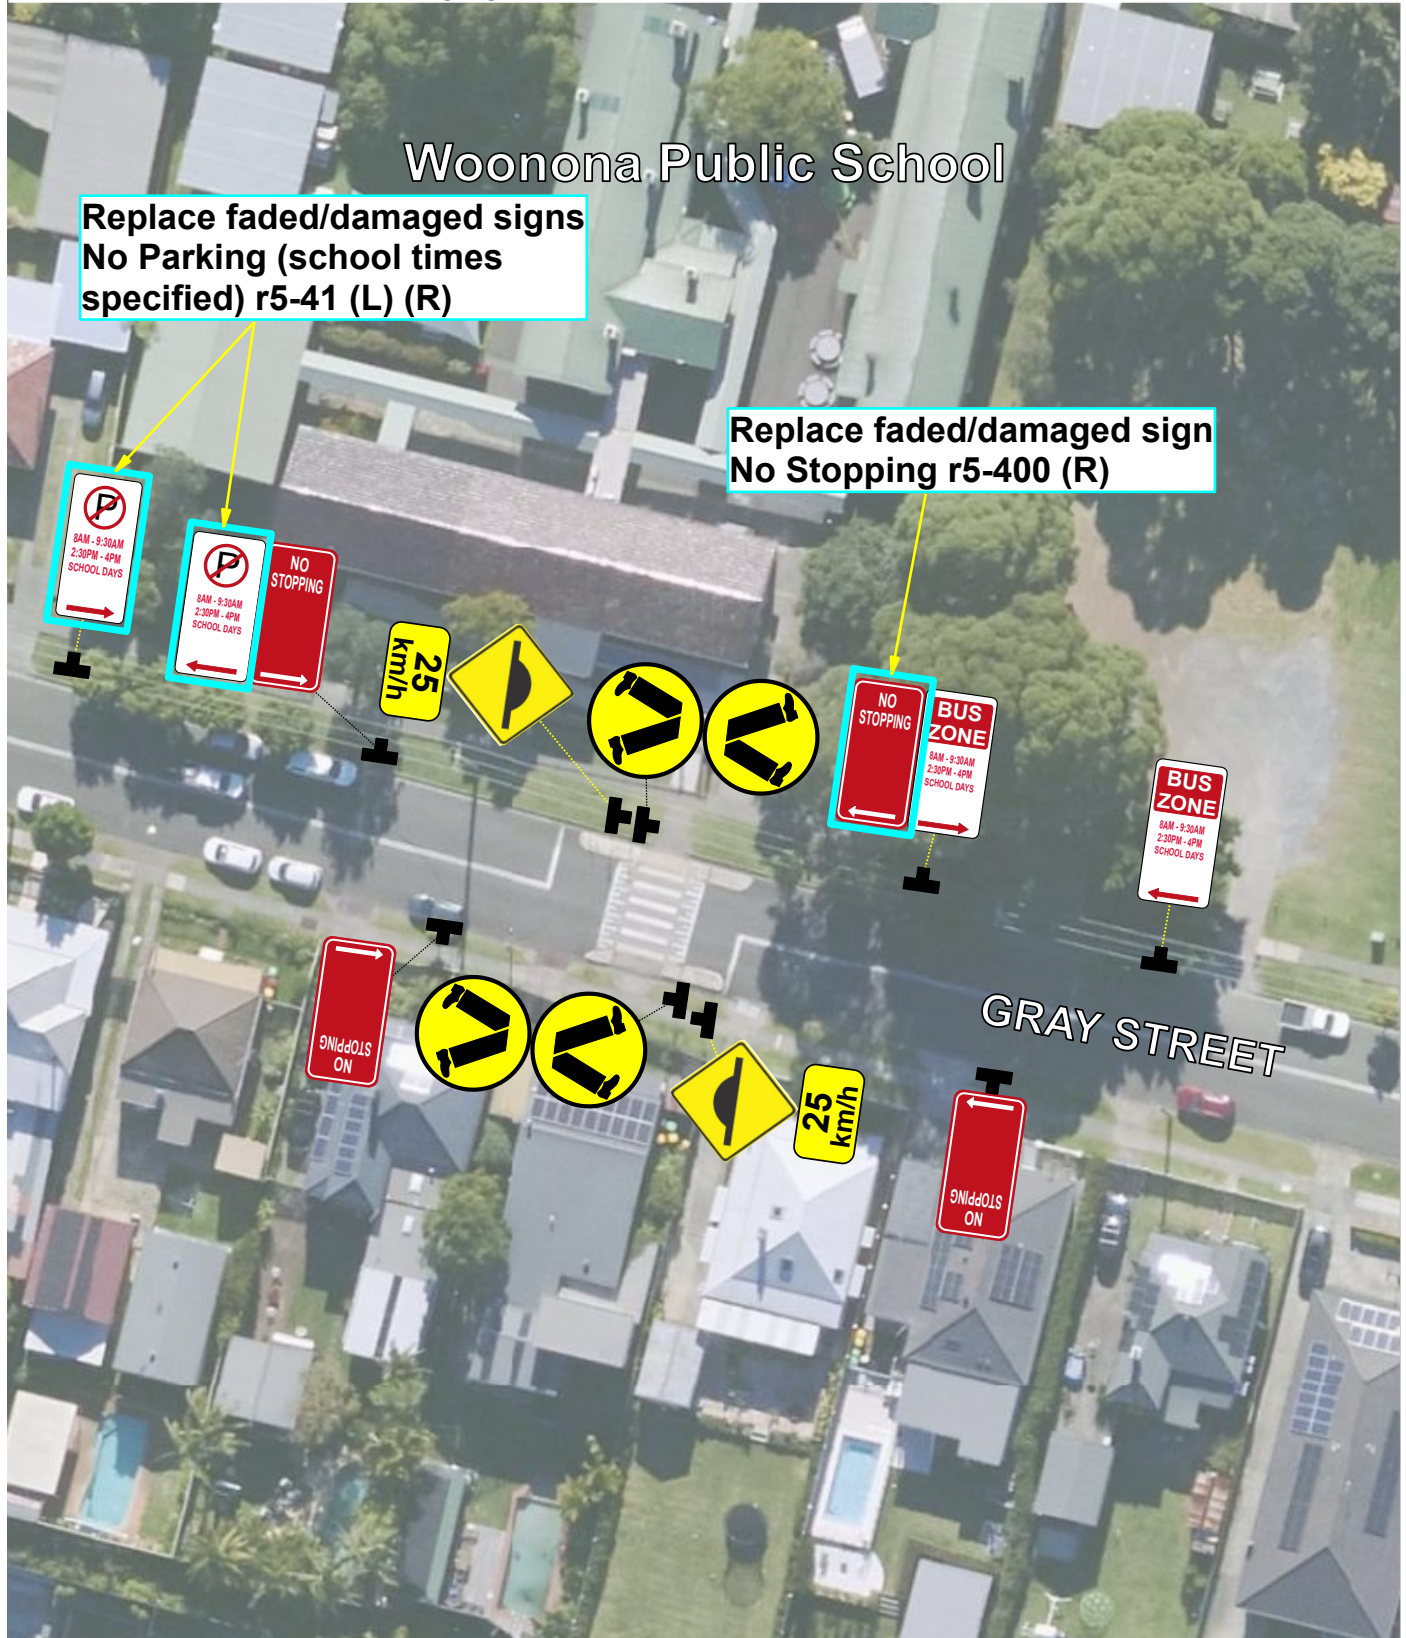 Woonona Public School
Replace faded/damaged signs
No Parking (school times
specified) r5-41 (L) (R)
Replace faded/damaged sign
No Stopping r5-400 (R)
P
8AM - 9:30AM
2:30PM - 4PM
SCHOOL DAYS
P
8AM - 9:30AM
2:30PM - 4PM
SCHOOL DAYS
NO
STOPPING
25
km/h
NO
STOPPING
BUS
ZONE
8AM - 9:30AM
2:30PM - 4PM
SCHOOL DAYS
BUS
ZONE
8AM - 9:30AM
2:30PM - 4PM
SCHOOL DAYS
GRAY STREET
NO
STOPPING
25
km/h
NO
STOPPING